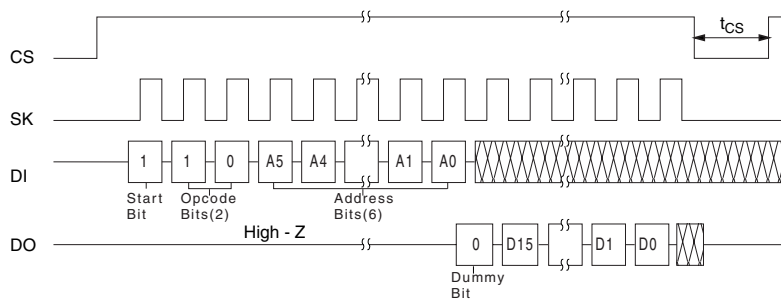 tCS
CS
SK
DI
1 1 0 A5 A4 A1 A0
Start Bit
Opcode Bits(2)
Address Bits(6)
High - Z
DO
0 D15 D1 D0
Dummy Bit